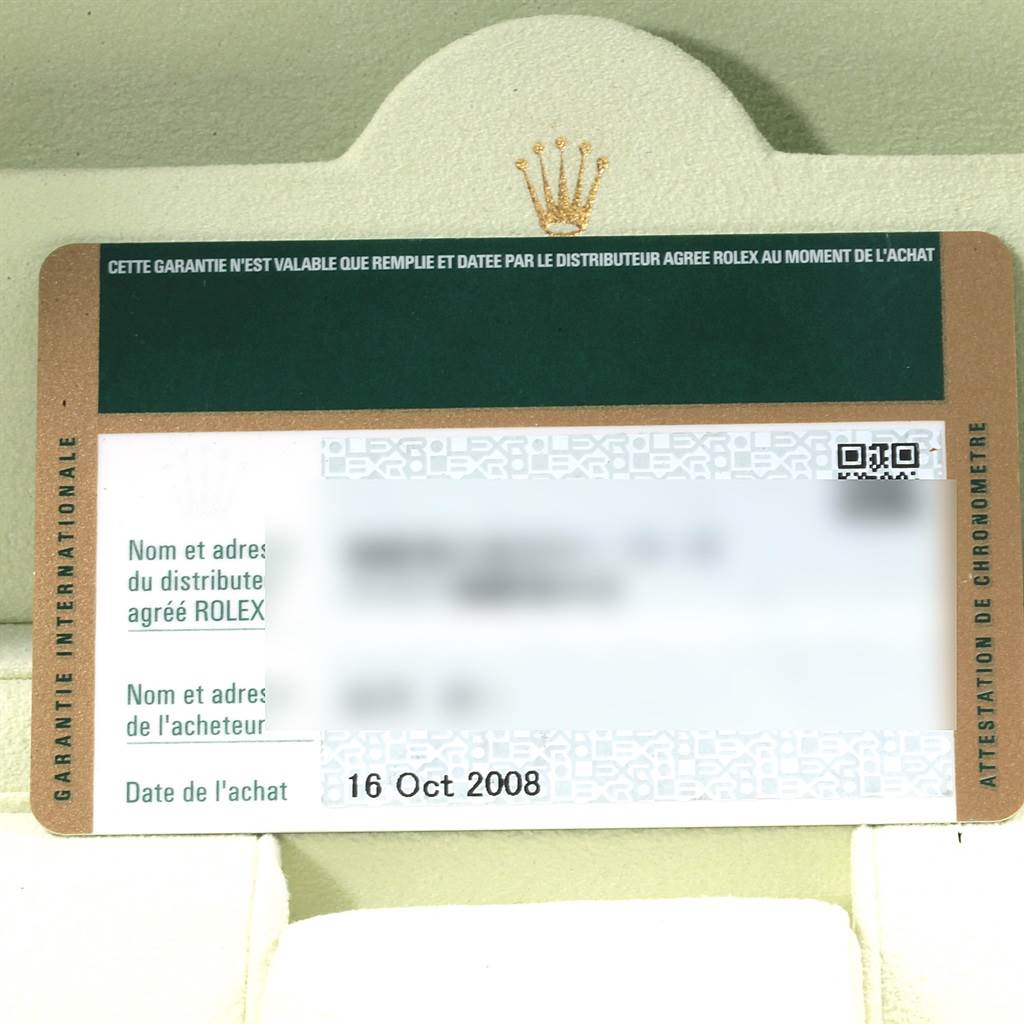 CETTE GARANTIE N'EST VALABLE QUE REMPLIE ET DATEE PAR LE DISTRIBUTEUR AGREE ROLEX AU MOMENT DE L'ACHAT
GARANTIE INTERNATIONALE
Nom et adres
du distribute
agréé ROLEX
Nom et adres
de l'acheteur
Date de l'achat
16 Oct 2008
ATTESTATION DE CHRONOMETRE